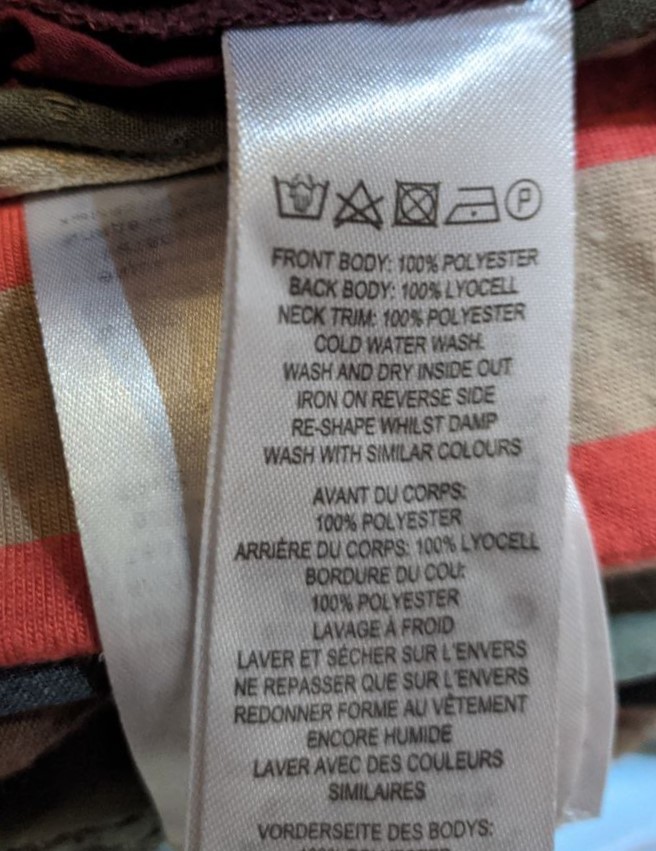 P
FRONT BODY: 100% POLYESTER
BACK BODY: 100% LYOCELL
NECK TRIM: 100% POLYESTER
COLD WATER WASH.
WASH AND DRY INSIDE OUT
IRON ON REVERSE SIDE
RE-SHAPE WHILST DAMP
WASH WITH SIMILAR COLOURS
AVANT DU CORPS:
100% POLYESTER
ARRIÈRE DU CORPS: 100% LYOCELL
BORDURE DU COU:
100% POLYESTER
LAVAGE À FROID
LAVER ET SÉCHER SUR L'ENVERS
NE REPASSER QUE SUR L'ENVERS
REDONNER FORME AU VÊTEMENT
ENCORE HUMIDE
LAVER AVEC DES COULEURS
SIMILAIRES
VORDERSEITE DES BODYS:
100% POLYESTER